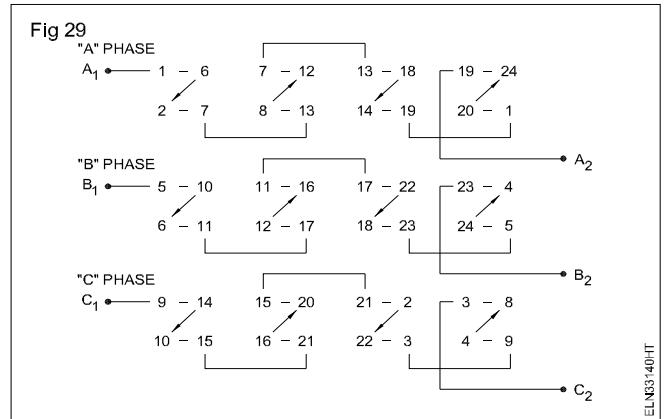 Fig 29
"A" PHASE
A1 1 – 6 7 – 12 13 – 18 19 – 24
2 – 7 8 – 13 14 – 19 20 – 1
A2
"B" PHASE
B1 5 – 10 11 – 16 17 – 22 23 – 4
6 – 11 12 – 17 18 – 23 24 – 5
B2
"C" PHASE
C1 9 – 14 15 – 20 21 – 2 3 – 8
10 – 15 16 – 21 22 – 3 4 – 9
C2
ELN33140HT